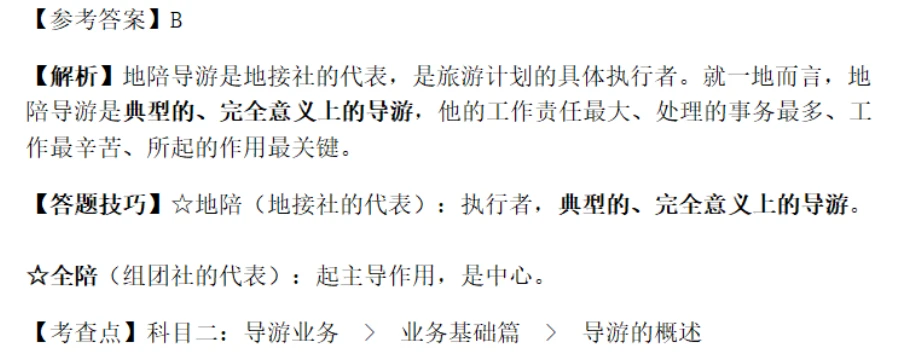 【参考答案】B
【解析】地陪导游是地接社的代表，是旅游计划的具体执行者。就一地而言，地
陪导游是典型的、完全意义上的导游，他的工作责任最大、处理的事务最多、工
作最辛苦、所起的作用最关键。
【答题技巧】☆地陪（地接社的代表）：执行者，典型的、完全意义上的导游。
☆全陪（组团社的代表）：起主导作用，是中心。
【考查点】科目二：导游业务 > 业务基础篇 > 导游的概述